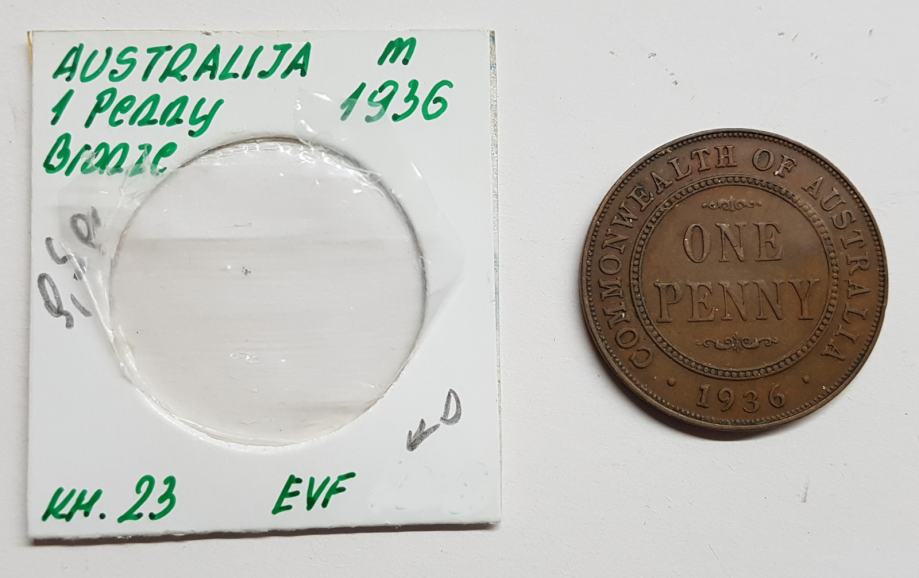 AUSTRALIJA m
1 Penny 1936
Bronze
KM. 23 EVF
COMMONWEALTH OF AUSTRALIA
ONE
PENNY
· 1936 ·